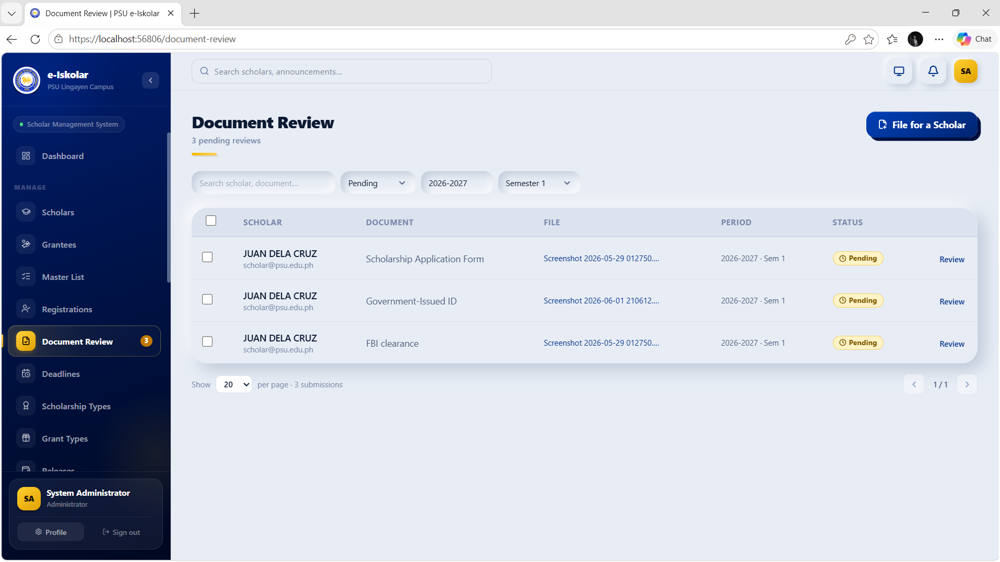 Document Review | PSU e-Iskolar
https://localhost:56806/document-review
Chat
e-Iskolar
PSU Lingayen Campus
Scholar Management System
Dashboard
MANAGE
Scholars
Grantees
Master List
Registrations
Document Review 3
Deadlines
Scholarship Types
Grant Types
Releases
SA System Administrator
Administrator
Profile Sign out
Search scholars, announcements...
SA
Document Review
3 pending reviews
File for a Scholar
Search scholar, document... Pending 2026-2027 Semester 1
SCHOLAR DOCUMENT FILE PERIOD STATUS
JUAN DELA CRUZ
scholar@psu.edu.ph
Scholarship Application Form Screenshot 2026-05-29 012750.... 2026-2027 · Sem 1 Pending Review
JUAN DELA CRUZ
scholar@psu.edu.ph
Government-Issued ID Screenshot 2026-06-01 210612.... 2026-2027 · Sem 1 Pending Review
JUAN DELA CRUZ
scholar@psu.edu.ph
FBI clearance Screenshot 2026-05-29 012750.... 2026-2027 · Sem 1 Pending Review
Show 20 per page · 3 submissions
1 / 1